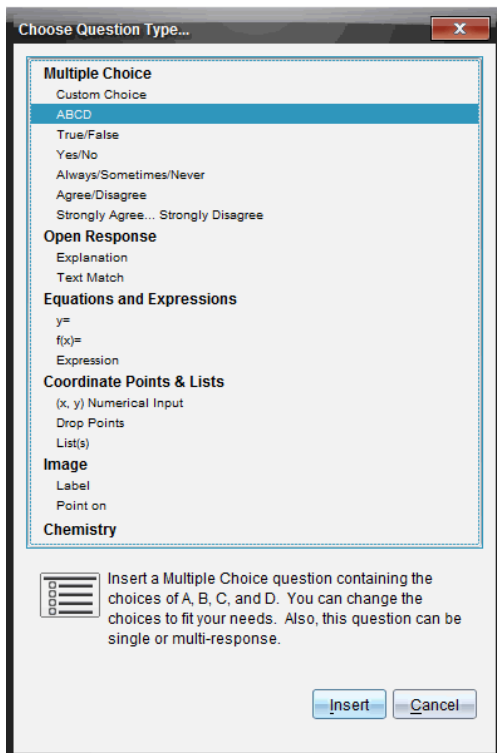 Choose Question Type...
x
Multiple Choice
Custom Choice
ABCD
True/False
Yes/No
Always/Sometimes/Never
Agree/Disagree
Strongly Agree... Strongly Disagree
Open Response
Explanation
Text Match
Equations and Expressions
y=
f(x)=
Expression
Coordinate Points & Lists
(x, y) Numerical Input
Drop Points
List(s)
Image
Label
Point on
Chemistry
Insert a Multiple Choice question containing the
choices of A, B, C, and D.  You can change the
choices to fit your needs.  Also, this question can be
single or multi-response.
Insert Cancel